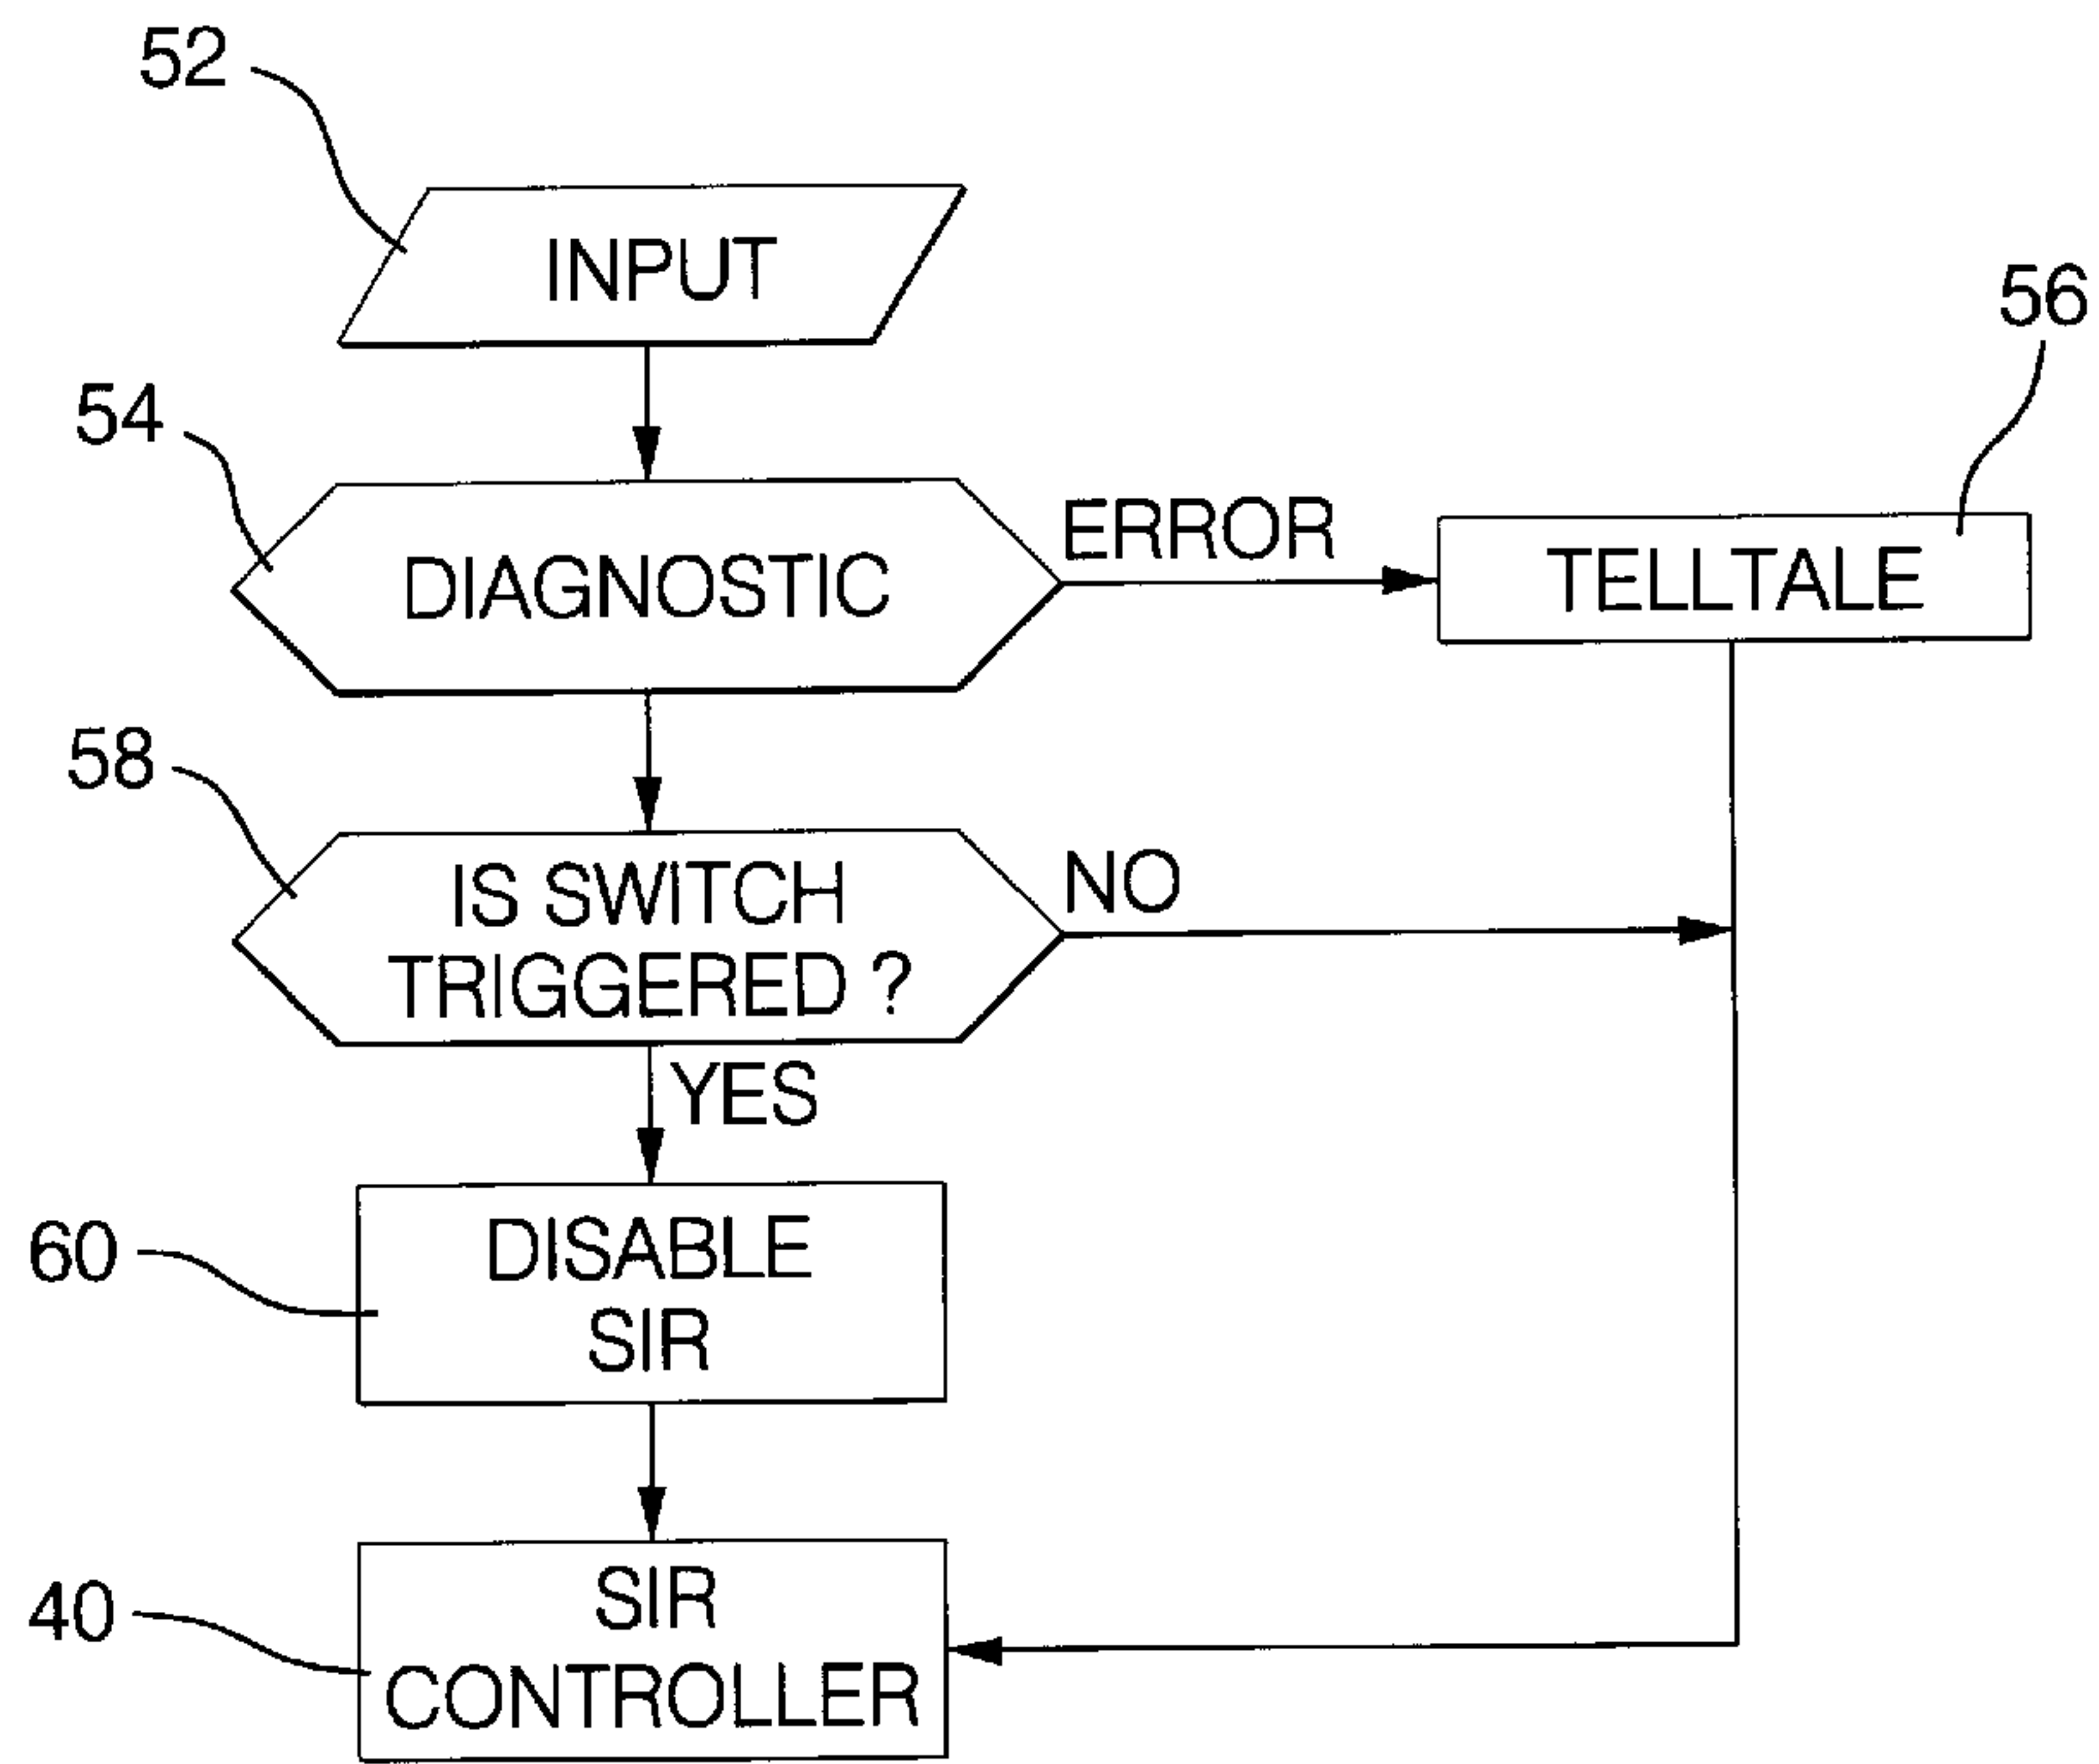 52
INPUT
56
54
DIAGNOSTIC
ERROR
TELLTALE
58
IS SWITCH
TRIGGERED ?
NO
YES
60
DISABLE
SIR
40
SIR
CONTROLLER